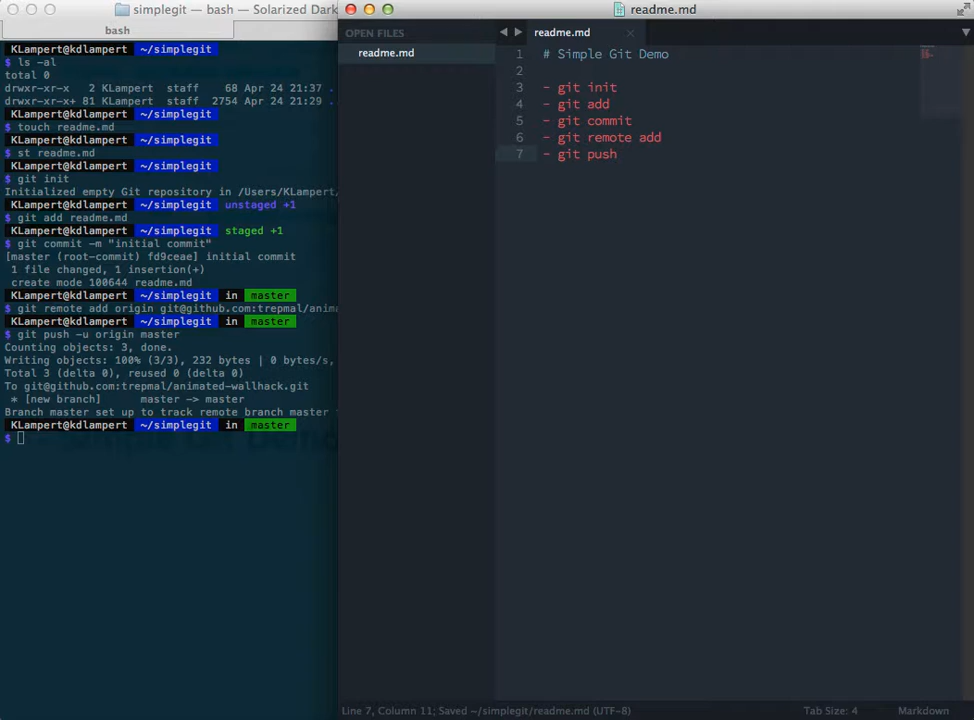 simplegit — bash — Solarized Dark
bash
KLampert@kdlampert ~/simplegit
$ ls -al
total 0
drwxr-xr-x 2 KLampert staff 68 Apr 24 21:37 .
drwxr-xr-x+ 81 KLampert staff 2754 Apr 24 21:29 .
KLampert@kdlampert ~/simplegit
$ touch readme.md
KLampert@kdlampert ~/simplegit
$ st readme.md
KLampert@kdlampert ~/simplegit
$ git init
Initialized empty Git repository in /Users/KLampert/
KLampert@kdlampert ~/simplegit unstaged +1
$ git add readme.md
KLampert@kdlampert ~/simplegit staged +1
$ git commit -m "initial commit"
[master (root-commit) fd9ceae] initial commit
1 file changed, 1 insertion(+)
create mode 100644 readme.md
KLampert@kdlampert ~/simplegit in master
$ git remote add origin git@github.com:trepmal/anima
KLampert@kdlampert ~/simplegit in master
$ git push -u origin master
Counting objects: 3, done.
Writing objects: 100% (3/3), 232 bytes | 0 bytes/s,
Total 3 (delta 0), reused 0 (delta 0)
To git@github.com:trepmal/animated-wallhack.git
* [new branch] master -> master
Branch master set up to track remote branch master
KLampert@kdlampert ~/simplegit in master
$
readme.md
OPEN FILES
readme.md
readme.md
1 # Simple Git Demo
2
3 - git init
4 - git add
5 - git commit
6 - git remote add
7 - git push
Line 7, Column 11; Saved ~/simplegit/readme.md (UTF-8)
Tab Size: 4
Markdown